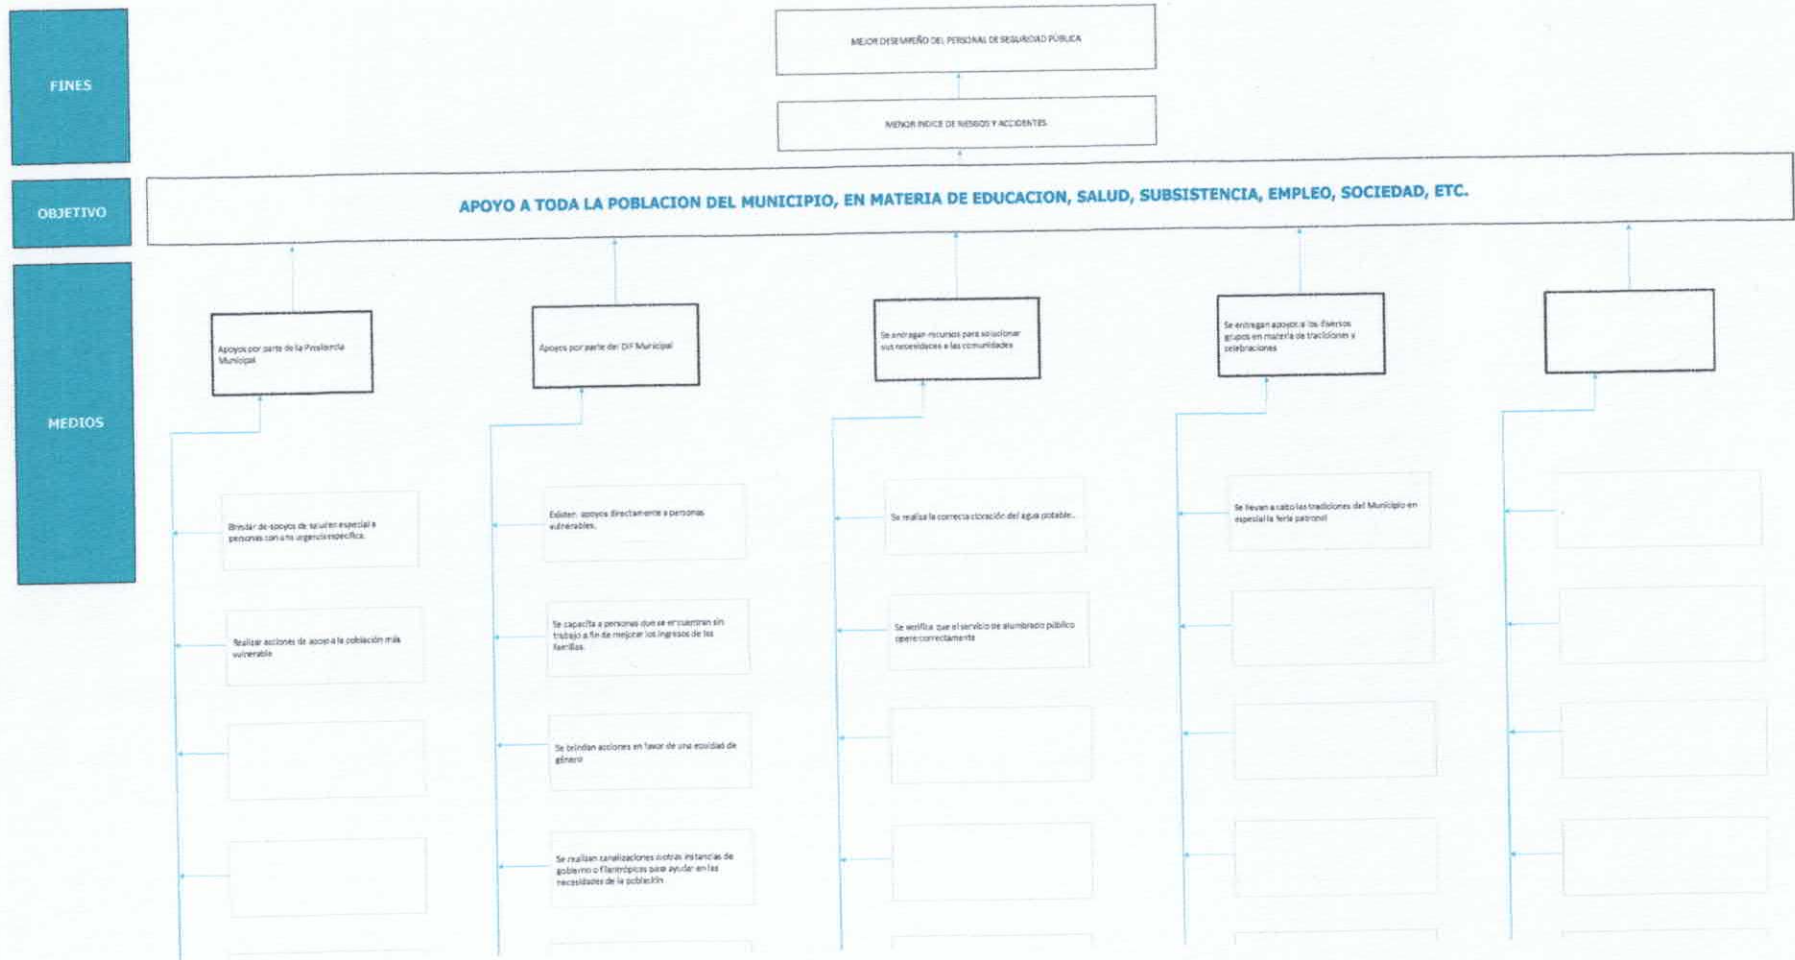 FINES
MEJOR DESEMPEÑO DEL PERSONAL DE SEGURIDAD PÚBLICA
MENOR INDICE DE RIESGOS Y ACCIDENTES
OBJETIVO
APOYO A TODA LA POBLACION DEL MUNICIPIO, EN MATERIA DE EDUCACION, SALUD, SUBSISTENCIA, EMPLEO, SOCIEDAD, ETC.
MEDIOS
Apoyos por parte de la Presidencia
Municipal
Apoyos por parte del DIF Municipal
Se entregan recursos para solucionar
sus necesidades a las comunidades
Se entregan apoyos a los diversos
grupos en materia de tradiciones y
celebraciones
Brindar de apoyos de salud en especial a
personas con una urgencia específica.
Realizar acciones de apoyo a la población más
vulnerable
Existen apoyos directamente a personas
vulnerables.
Se capacita a personas que se encuentran sin
trabajo a fin de mejorar los ingresos de las
familias.
Se brindan acciones en favor de una equidad de
género
Se realizan canalizaciones a otras instancias de
gobierno o filantrópicas para ayudar en las
necesidades de la población
Se realiza la correcta cloración del agua potable.
Se verifica que el servicio de alumbrado público
opere correctamente
Se llevan a cabo las tradiciones del Municipio en
especial la feria patronal